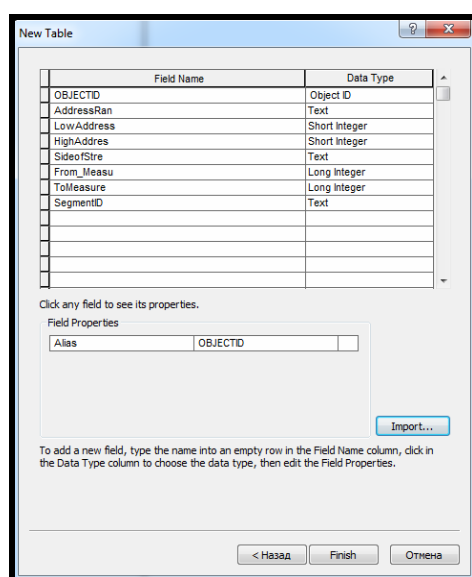 New Table
Field Name Data Type
OBJECTID Object ID
AddressRan Text
LowAddress Short Integer
HighAddres Short Integer
SideofStre Text
From_Measu Long Integer
ToMeasure Long Integer
SegmentID Text
Click any field to see its properties.
Field Properties
Alias OBJECTID
Import...
To add a new field, type the name into an empty row in the Field Name column, click in
the Data Type column to choose the data type, then edit the Field Properties.
< Назад Finish Отмена